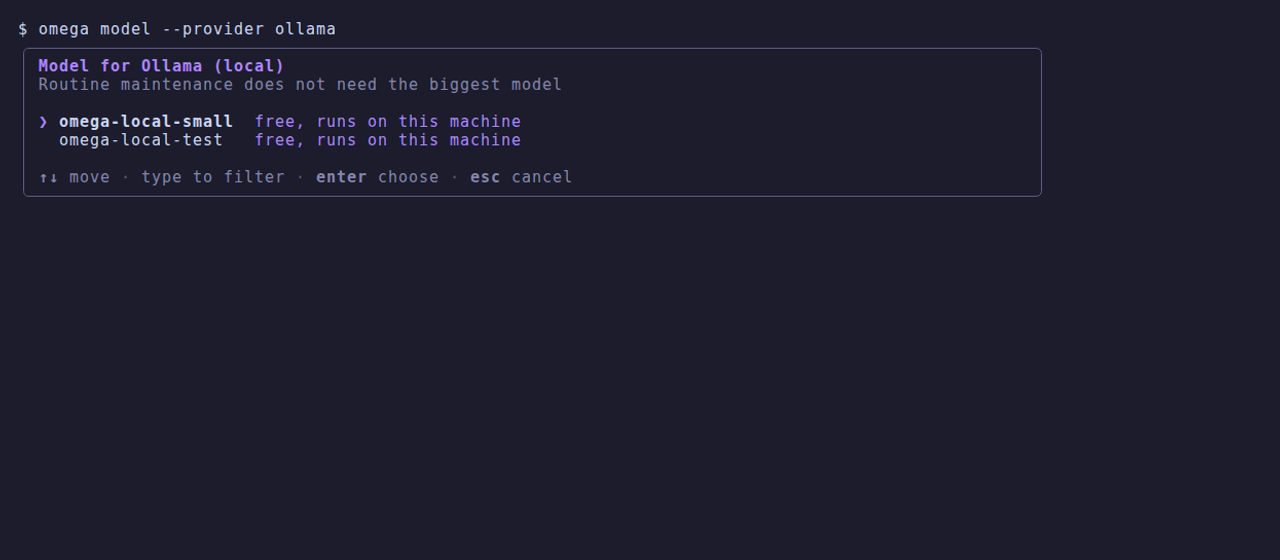 $ omega model --provider ollama
Model for Ollama (local)
Routine maintenance does not need the biggest model
❯ omega-local-small  free, runs on this machine
omega-local-test   free, runs on this machine
↑↓ move · type to filter · enter choose · esc cancel